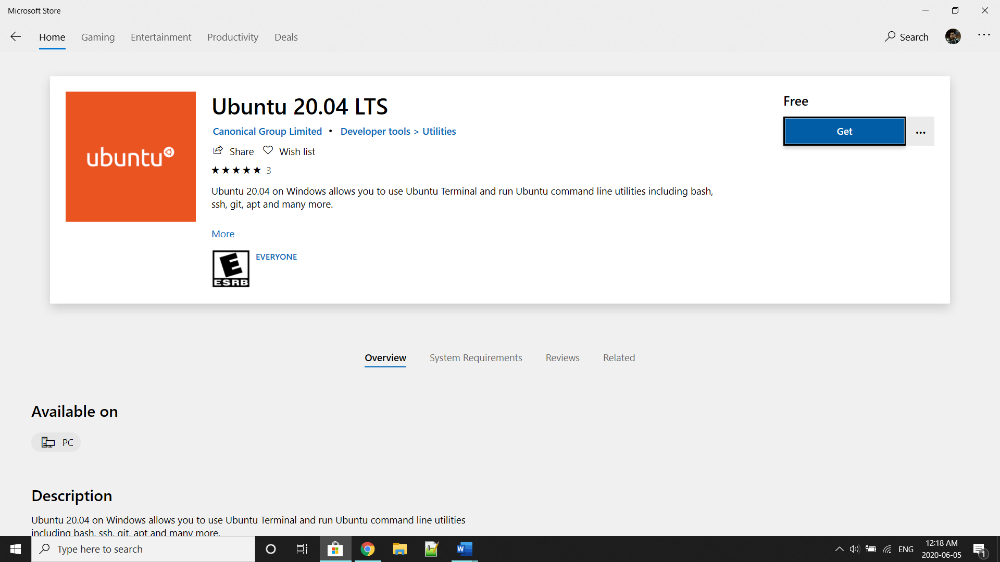 Microsoft Store
Home Gaming Entertainment Productivity Deals Search
ubuntu
Ubuntu 20.04 LTS
Canonical Group Limited • Developer tools > Utilities
Share Wish list
3
Ubuntu 20.04 on Windows allows you to use Ubuntu Terminal and run Ubuntu command line utilities including bash,
ssh, git, apt and many more.
More
E
ESRB
EVERYONE
Free
Get
Overview System Requirements Reviews Related
Available on
PC
Description
Ubuntu 20.04 on Windows allows you to use Ubuntu Terminal and run Ubuntu command line utilities
including bash, ssh, git, apt and many more.
Type here to search
ENG
12:18 AM
2020-06-05
1